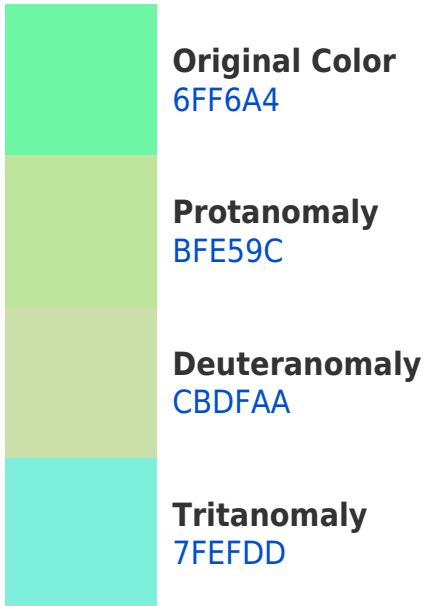 Original Color
6FF6A4
Protanomaly
BFE59C
Deuteranomaly
CBDFAA
Tritanomaly
7FEFDD